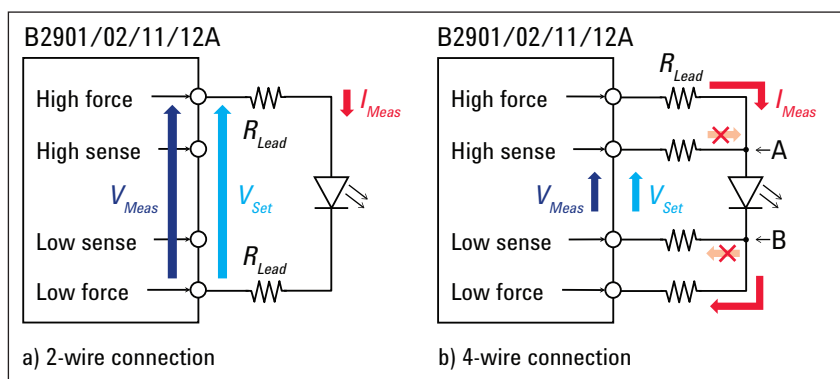 B2901/02/11/12A
High force
High sense
Low sense
Low force
V_Meas
V_Set
R_Lead
R_Lead
I_Meas
a) 2-wire connection
B2901/02/11/12A
High force
High sense
Low sense
Low force
V_Meas
V_Set
R_Lead
I_Meas
A
B
b) 4-wire connection